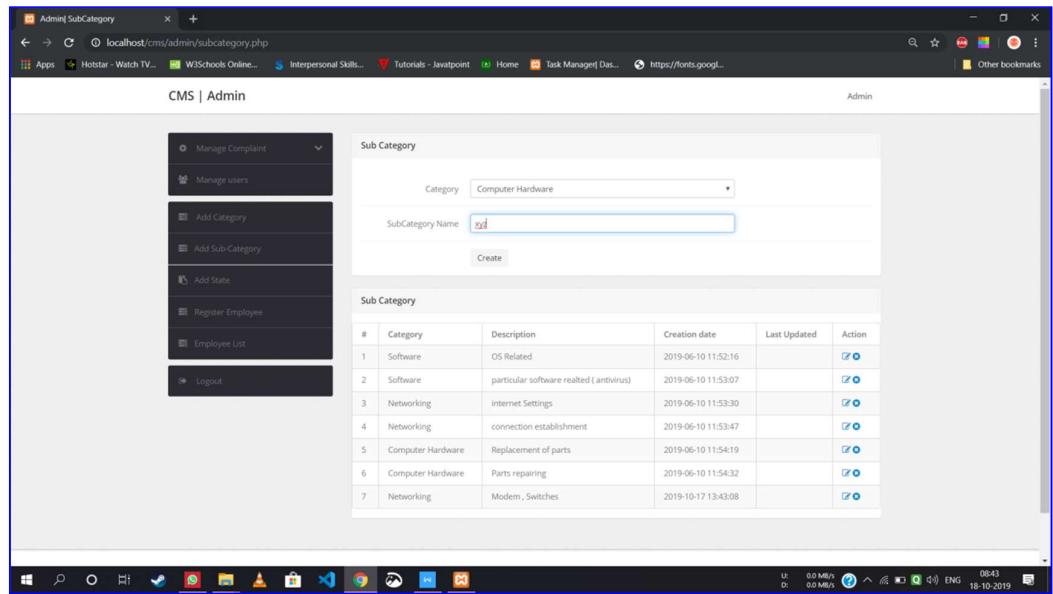 Admin| SubCategory
localhost/cms/admin/subcategory.php
Apps Hotstar - Watch TV... W3Schools Online... Interpersonal Skills... Tutorials - Javatpoint Home Task Manager| Das... https://fonts.googl... Other bookmarks
CMS | Admin Admin
Manage Complaint
Manage users
Add Category
Add Sub-Category
Add State
Register Employee
Employee List
Logout
Sub Category
Category Computer Hardware
SubCategory Name xyz
Create
Sub Category
# Category Description Creation date Last Updated Action
1 Software OS Related 2019-06-10 11:52:16
2 Software particular software realted ( antivirus) 2019-06-10 11:53:07
3 Networking internet Settings 2019-06-10 11:53:30
4 Networking connection establishment 2019-06-10 11:53:47
5 Computer Hardware Replacement of parts 2019-06-10 11:54:19
6 Computer Hardware Parts repairing 2019-06-10 11:54:32
7 Networking Modem , Switches 2019-10-17 13:43:08
U: 0.0 MB/s
D: 0.0 MB/s
ENG
08:43
18-10-2019